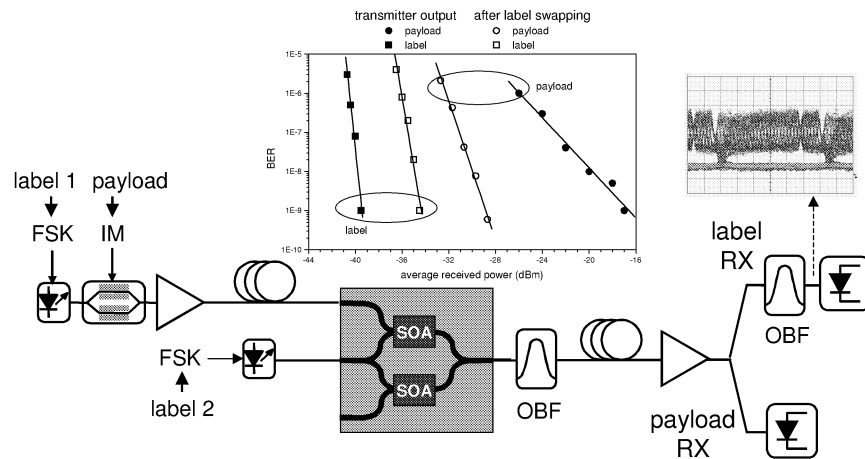 transmitter output
payload
label
after label swapping
payload
label
1E-5
1E-6
1E-7
1E-8
1E-9
1E-10
BER
payload
label
-44
-40
-36
-32
-28
-24
-20
-16
average received power (dBm)
label 1
payload
FSK
IM
FSK
label 2
SOA
SOA
OBF
label
RX
OBF
payload
RX